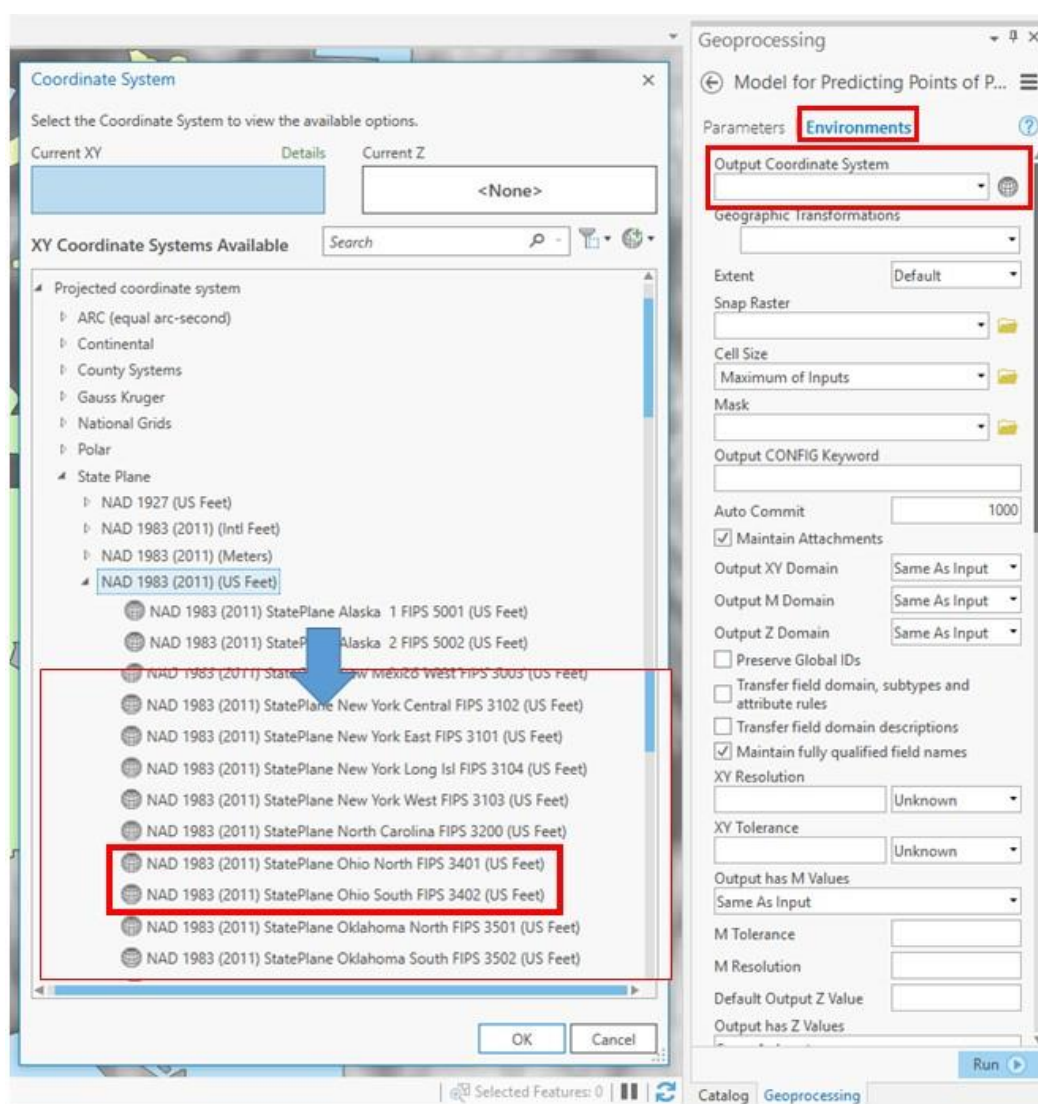 Coordinate System
Select the Coordinate System to view the available options.
Current XY
Details
Current Z
<None>
XY Coordinate Systems Available
Search
Projected coordinate system
ARC (equal arc-second)
Continental
County Systems
Gauss Kruger
National Grids
Polar
State Plane
NAD 1927 (US Feet)
NAD 1983 (2011) (Intl Feet)
NAD 1983 (2011) (Meters)
NAD 1983 (2011) (US Feet)
NAD 1983 (2011) StatePlane Alaska 1 FIPS 5001 (US Feet)
NAD 1983 (2011) StateP Alaska 2 FIPS 5002 (US Feet)
NAD 1983 (2011) StateP w Mexico West FIPS 3003 (US Feet)
NAD 1983 (2011) StatePlane New York Central FIPS 3102 (US Feet)
NAD 1983 (2011) StatePlane New York East FIPS 3101 (US Feet)
NAD 1983 (2011) StatePlane New York Long Isl FIPS 3104 (US Feet)
NAD 1983 (2011) StatePlane New York West FIPS 3103 (US Feet)
NAD 1983 (2011) StatePlane North Carolina FIPS 3200 (US Feet)
NAD 1983 (2011) StatePlane Ohio North FIPS 3401 (US Feet)
NAD 1983 (2011) StatePlane Ohio South FIPS 3402 (US Feet)
NAD 1983 (2011) StatePlane Oklahoma North FIPS 3501 (US Feet)
NAD 1983 (2011) StatePlane Oklahoma South FIPS 3502 (US Feet)
OK
Cancel
Selected Features: 0
Geoprocessing
Model for Predicting Points of P...
Parameters Environments
Output Coordinate System
Geographic Transformations
Extent Default
Snap Raster
Cell Size
Maximum of Inputs
Mask
Output CONFIG Keyword
Auto Commit 1000
Maintain Attachments
Output XY Domain Same As Input
Output M Domain Same As Input
Output Z Domain Same As Input
Preserve Global IDs
Transfer field domain, subtypes and
attribute rules
Transfer field domain descriptions
Maintain fully qualified field names
XY Resolution
Unknown
XY Tolerance
Unknown
Output has M Values
Same As Input
M Tolerance
M Resolution
Default Output Z Value
Output has Z Values
Run
Catalog Geoprocessing